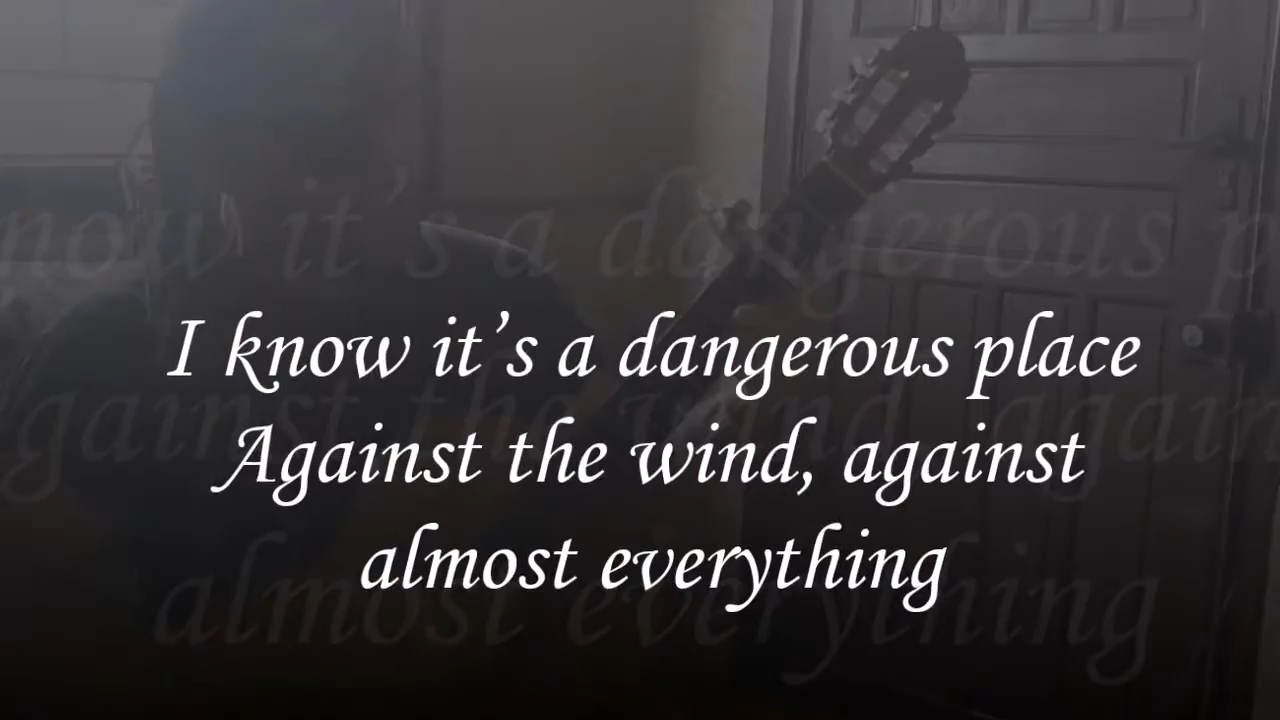 I know it’s a dangerous place
Against the wind, against
almost everything